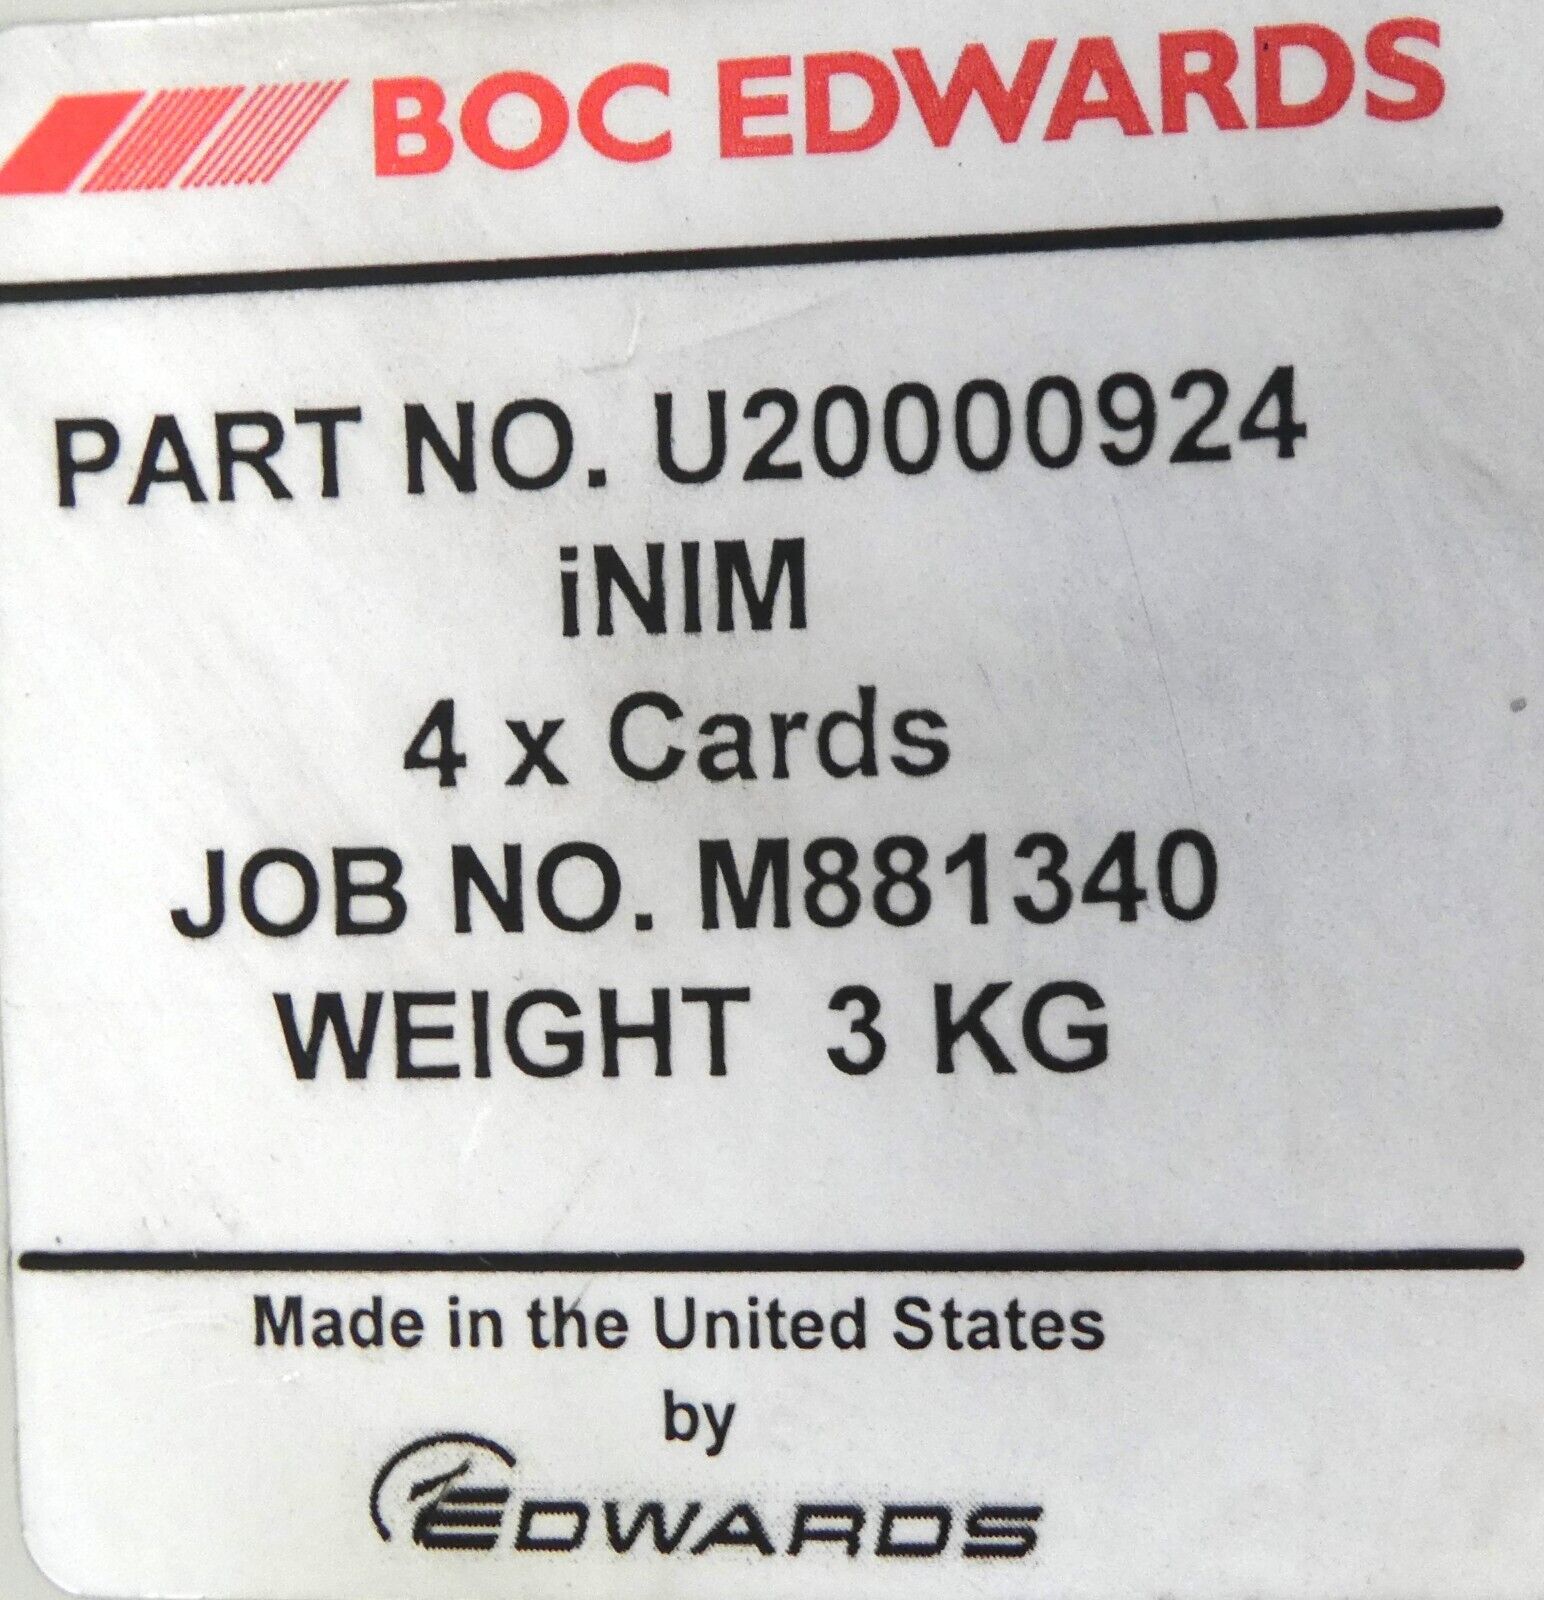 BOC EDWARDS
PART NO. U20000924
iNIM
4 x Cards
JOB NO. M881340
WEIGHT 3 KG
Made in the United States
by
EDWARDS